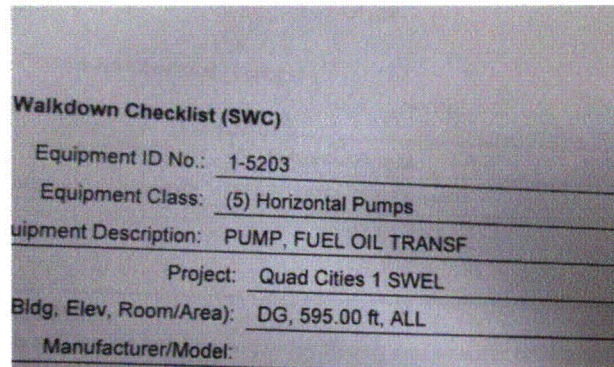 Walkdown Checklist (SWC)
Equipment ID No.: 1-5203
Equipment Class: (5) Horizontal Pumps
uipment Description: PUMP, FUEL OIL TRANSF
Project: Quad Cities 1 SWEL
Bldg, Elev, Room/Area): DG, 595.00 ft, ALL
Manufacturer/Model: